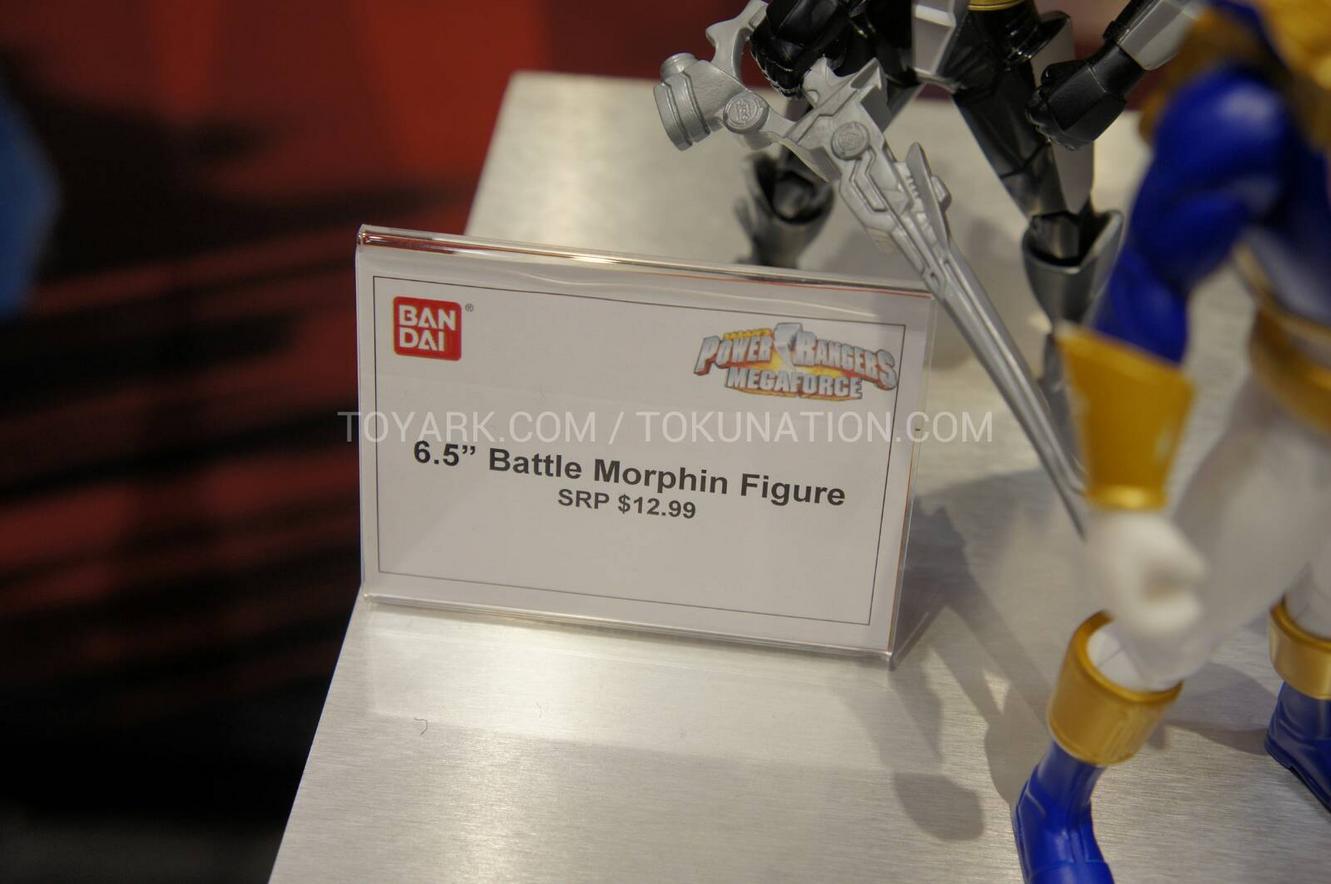 BAN
DAI
®
POWER RANGERS
MEGAFORCE
TOYARK.COM / TOKUNATION.COM
6.5” Battle Morphin Figure
SRP $12.99